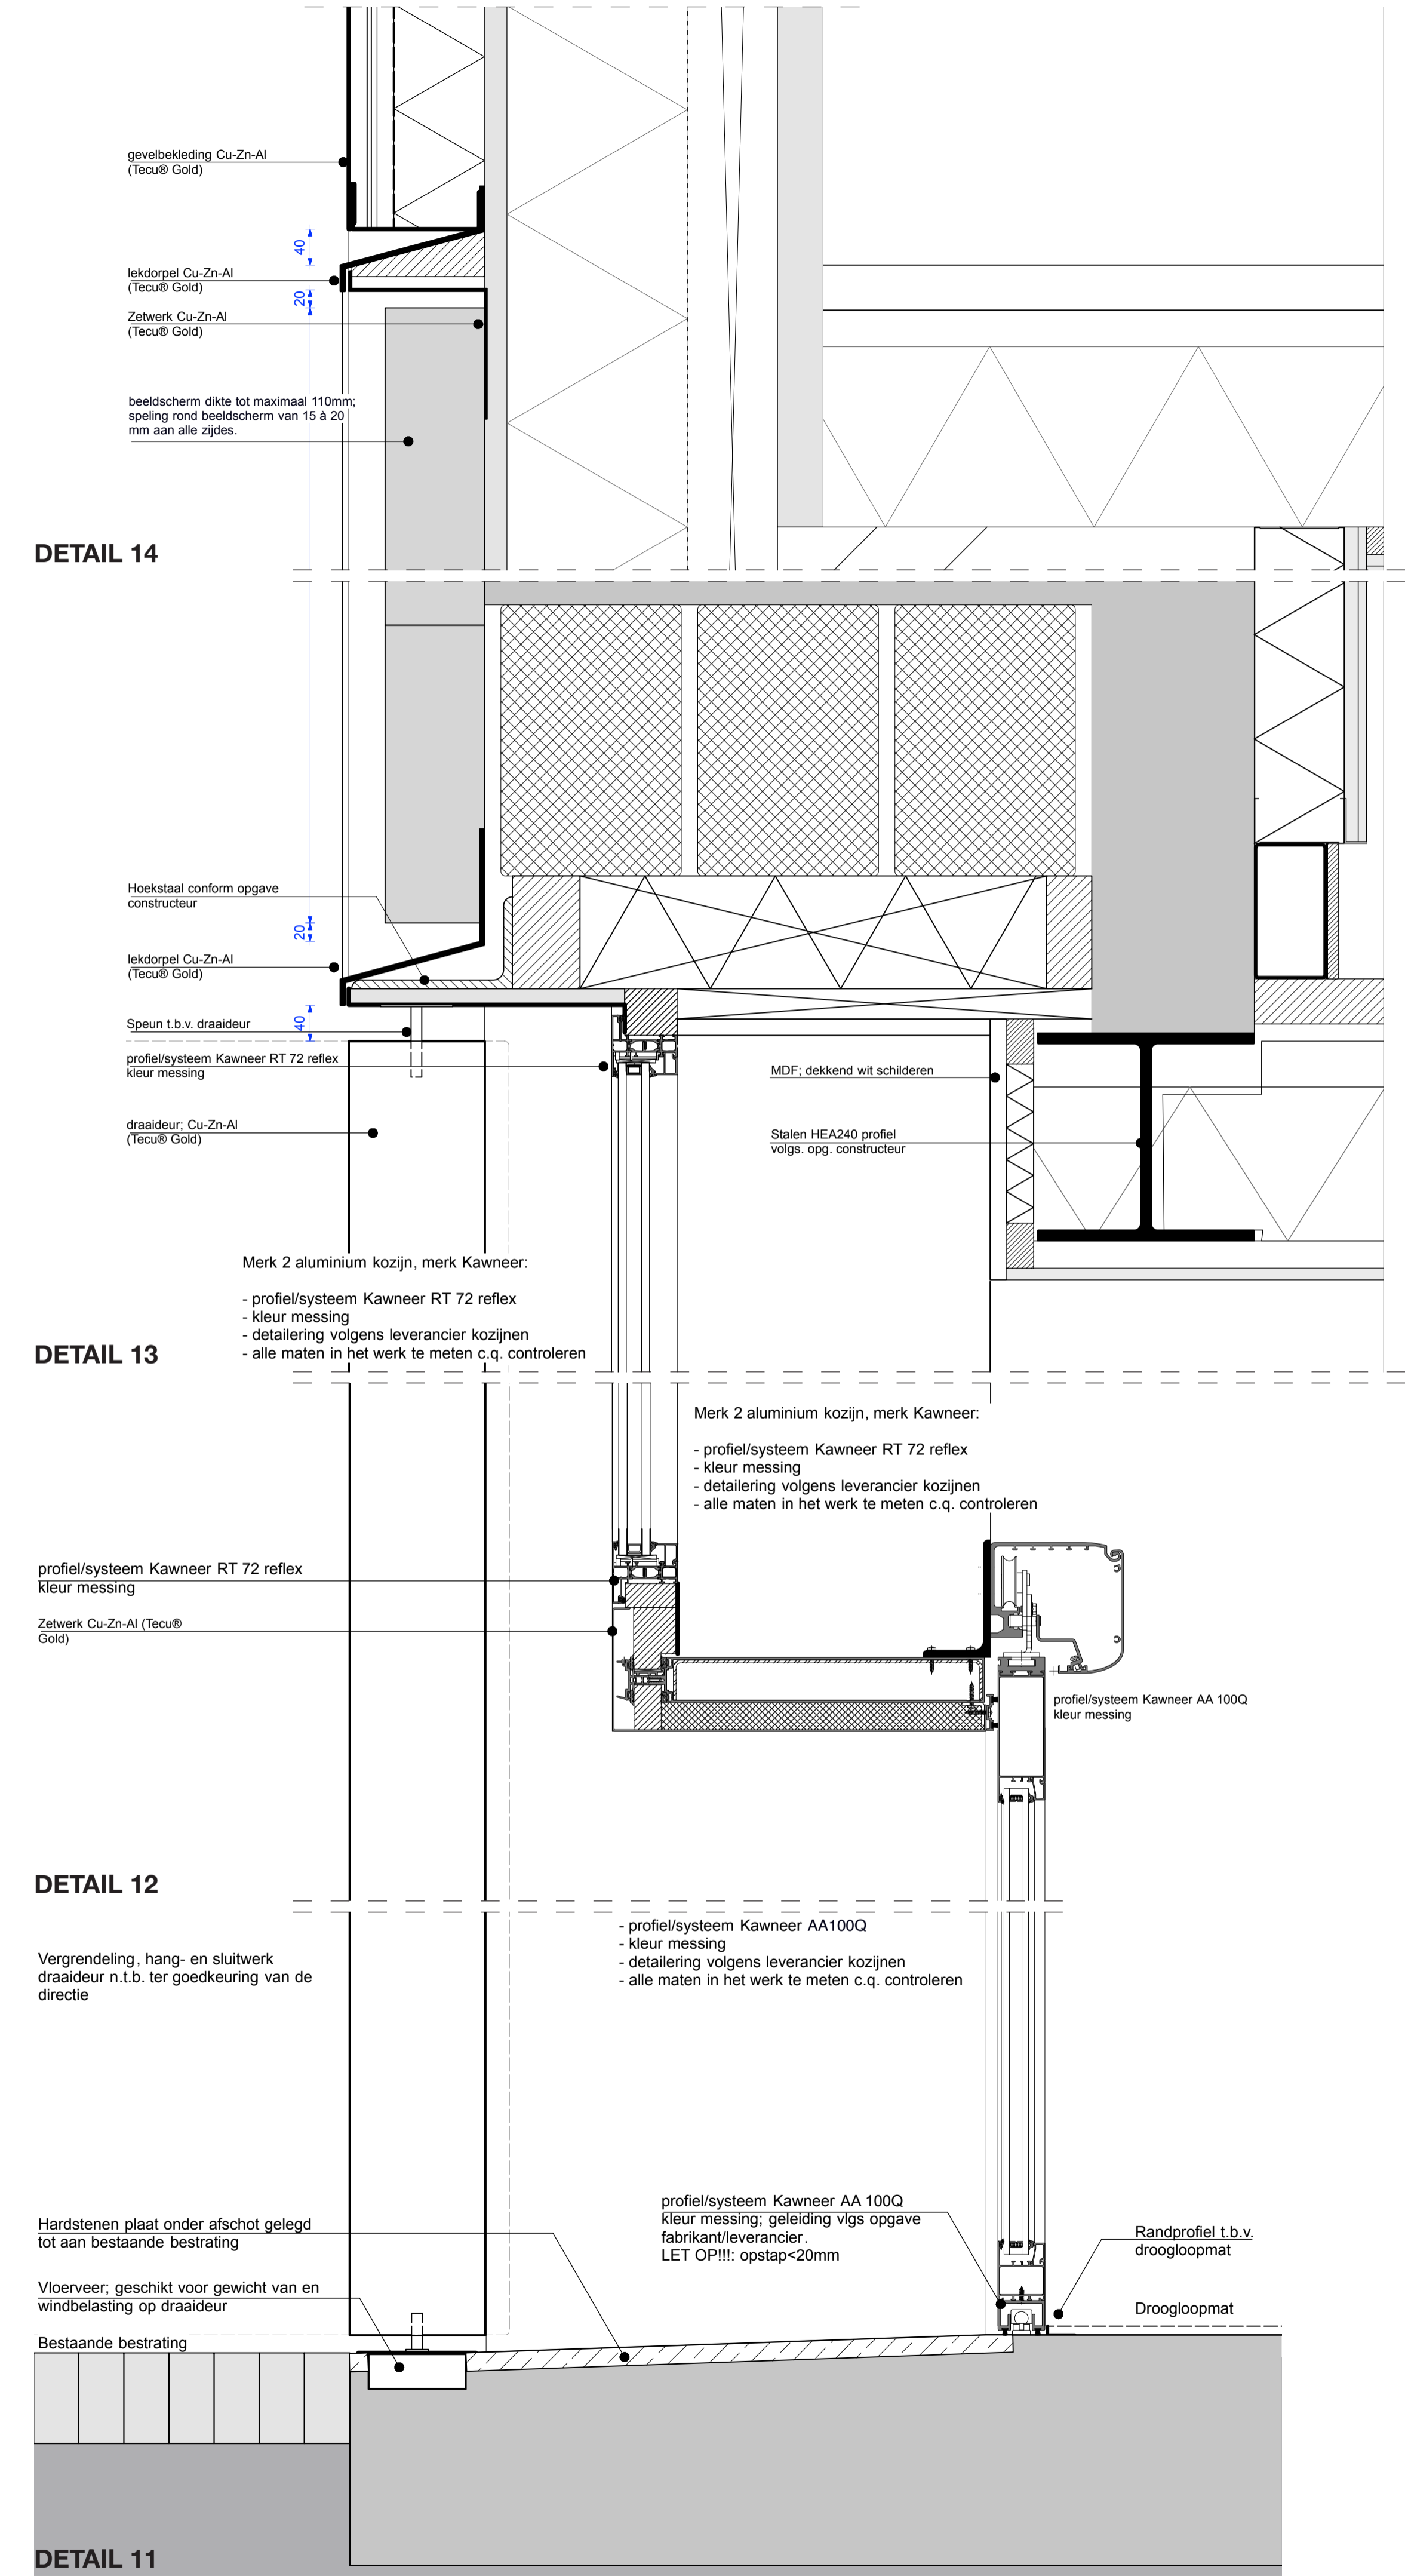 gevelbekleding Cu-Zn-Al
(Tecu® Gold)
40
lekdorpel Cu-Zn-Al
(Tecu® Gold)
20
Zetwerk Cu-Zn-Al
(Tecu® Gold)
beeldscherm dikte tot maximaal 110mm;
speling rond beeldscherm van 15 à 20
mm aan alle zijdes.
DETAIL 14
Hoekstaal conform opgave
constructeur
20
lekdorpel Cu-Zn-Al
(Tecu® Gold)
40
Speun t.b.v. draaideur
profiel/systeem Kawneer RT 72 reflex
kleur messing
MDF; dekkend wit schilderen
draaideur; Cu-Zn-Al
(Tecu® Gold)
Stalen HEA240 profiel
volgs. opg. constructeur
Merk 2 aluminium kozijn, merk Kawneer:
- profiel/systeem Kawneer RT 72 reflex
- kleur messing
- detailering volgens leverancier kozijnen
- alle maten in het werk te meten c.q. controleren
DETAIL 13
Merk 2 aluminium kozijn, merk Kawneer:
- profiel/systeem Kawneer RT 72 reflex
- kleur messing
- detailering volgens leverancier kozijnen
- alle maten in het werk te meten c.q. controleren
profiel/systeem Kawneer RT 72 reflex
kleur messing
Zetwerk Cu-Zn-Al (Tecu®
Gold)
profiel/systeem Kawneer AA 100Q
kleur messing
DETAIL 12
- profiel/systeem Kawneer AA100Q
- kleur messing
- detailering volgens leverancier kozijnen
- alle maten in het werk te meten c.q. controleren
Vergrendeling, hang- en sluitwerk
draaideur n.t.b. ter goedkeuring van de
directie
profiel/systeem Kawneer AA 100Q
kleur messing; geleiding vlgs opgave
fabrikant/leverancier.
LET OP!!!: opstap<20mm
Hardstenen plaat onder afschot gelegd
tot aan bestaande bestrating
Randprofiel t.b.v.
droogloopmat
Vloerveer; geschikt voor gewicht van en
windbelasting op draaideur
Droogloopmat
Bestaande bestrating
DETAIL 11